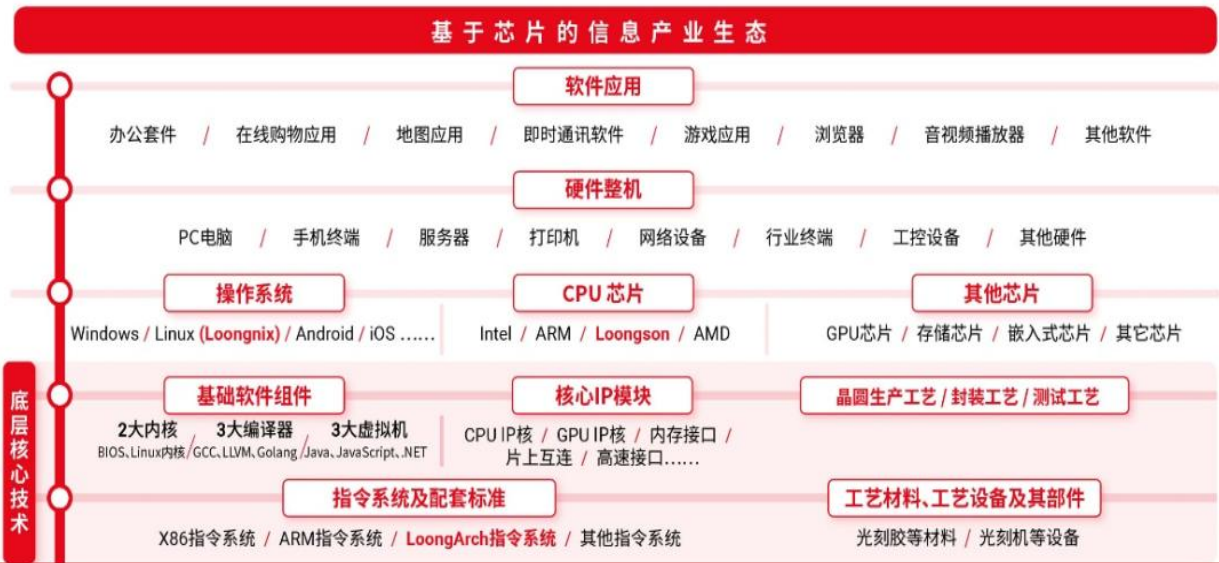 基于芯片的信息产业生态
软件应用
办公套件 / 在线购物应用 / 地图应用 / 即时通讯软件 / 游戏应用 / 浏览器 / 音视频播放器 / 其他软件
硬件整机
PC电脑 / 手机终端 / 服务器 / 打印机 / 网络设备 / 行业终端 / 工控设备 / 其他硬件
操作系统
Windows / Linux (Loongnix) / Android / iOS ......
CPU 芯片
Intel / ARM / Loongson / AMD
其他芯片
GPU芯片 / 存储芯片 / 嵌入式芯片 / 其它芯片
底层核心技术
基础软件组件
2大内核 3大编译器 3大虚拟机
BIOS、Linux内核/GCC、LLVM、Golang/Java、JavaScript、.NET
核心IP模块
CPU IP核 / GPU IP核 / 内存接口 /
片上互连 / 高速接口......
晶圆生产工艺 / 封装工艺 / 测试工艺
指令系统及配套标准
X86指令系统 / ARM指令系统 / LoongArch指令系统 / 其他指令系统
工艺材料、工艺设备及其部件
光刻胶等材料 / 光刻机等设备